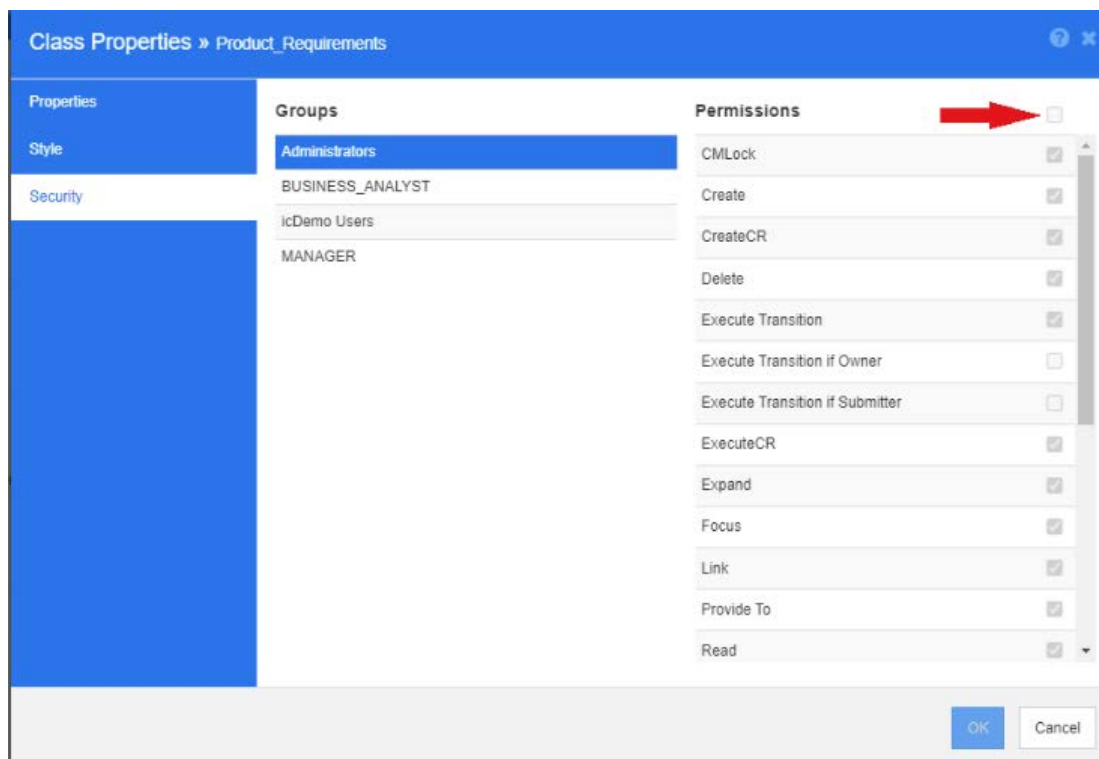 Class Properties » Product_Requirements
Properties
Style
Security
Groups
Administrators
BUSINESS_ANALYST
icDemo Users
MANAGER
Permissions
CMLock
Create
CreateCR
Delete
Execute Transition
Execute Transition if Owner
Execute Transition if Submitter
ExecuteCR
Expand
Focus
Link
Provide To
Read
OK
Cancel